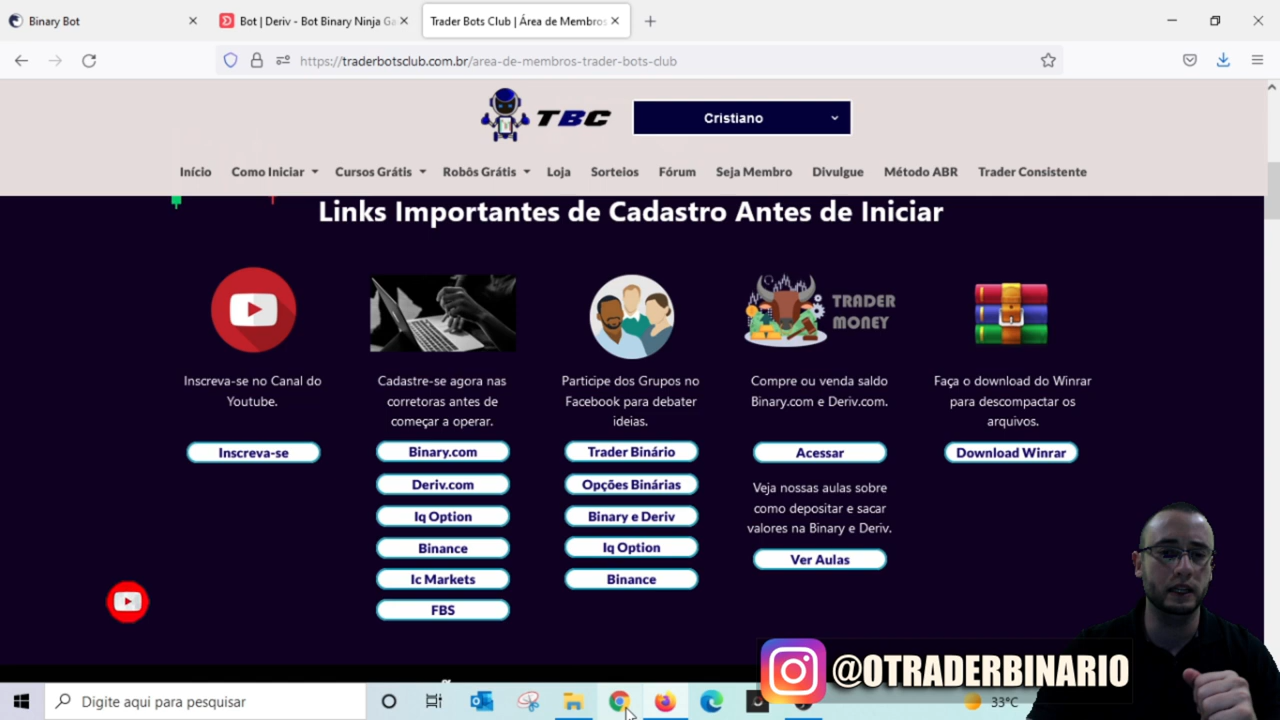 Binary Bot
Bot | Deriv - Bot Binary Ninja Ga
Trader Bots Club | Área de Membros
https://traderbotsclub.com.br/area-de-membros-trader-bots-club
TBC
Cristiano
Início
Como Iniciar
Cursos Grátis
Robôs Grátis
Loja
Sorteios
Fórum
Seja Membro
Divulgue
Método ABR
Trader Consistente
Links Importantes de Cadastro Antes de Iniciar
Inscreva-se no Canal do
Youtube.
Inscreva-se
Cadastre-se agora nas
corretoras antes de
começar a operar.
Binary.com
Deriv.com
Iq Option
Binance
Ic Markets
FBS
Participe dos Grupos no
Facebook para debater
ideias.
Trader Binário
Opções Binárias
Binary e Deriv
Iq Option
Binance
TRADER
MONEY
Compre ou venda saldo
Binary.com e Deriv.com.
Acessar
Veja nossas aulas sobre
como depositar e sacar
valores na Binary e Deriv.
Ver Aulas
Faça o download do Winrar
para descompactar os
arquivos.
Download Winrar
@OTRADERBINARIO
Digite aqui para pesquisar
33°C